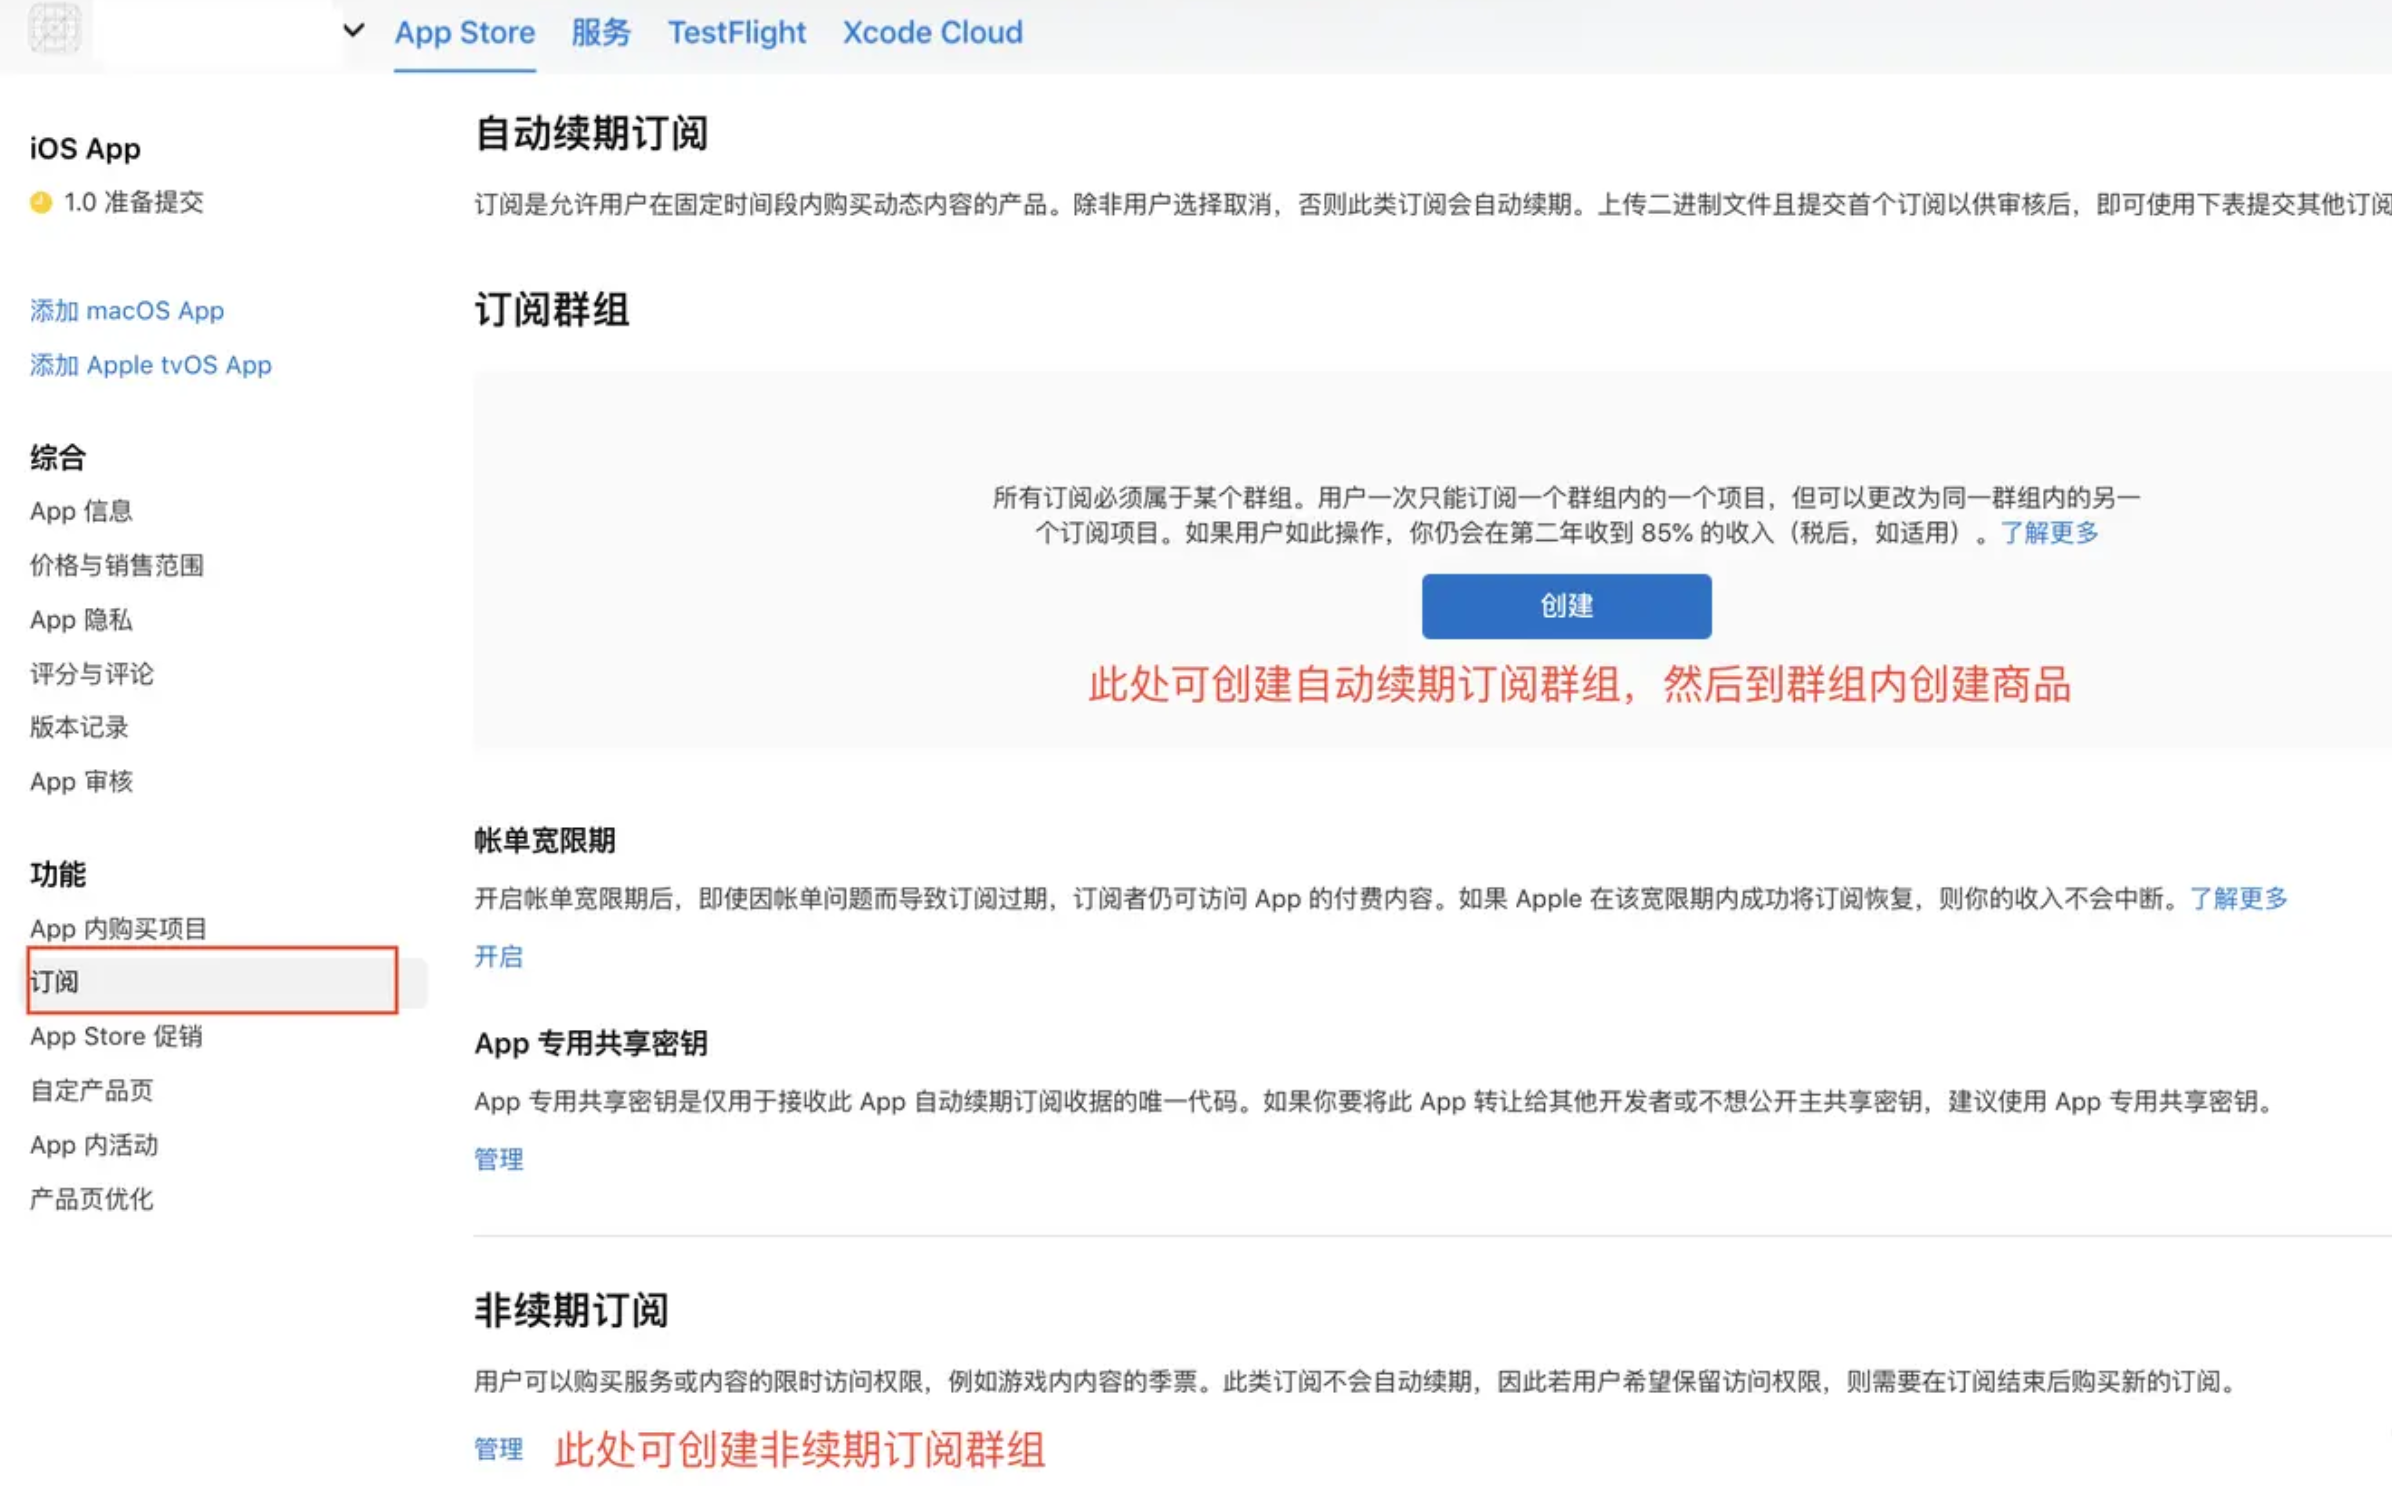 App Store 服务 TestFlight Xcode Cloud
iOS App
1.0 准备提交
添加 macOS App
添加 Apple tvOS App
综合
App 信息
价格与销售范围
App 隐私
评分与评论
版本记录
App 审核
功能
App 内购买项目
订阅
App Store 促销
自定产品页
App 内活动
产品页优化
自动续期订阅
订阅是允许用户在固定时间段内购买动态内容的产品。除非用户选择取消，否则此类订阅会自动续期。上传二进制文件且提交首个订阅以供审核后，即可使用下表提交其他订阅
订阅群组
所有订阅必须属于某个群组。用户一次只能订阅一个群组内的一个项目，但可以更改为同一群组内的另一
个订阅项目。如果用户如此操作，你仍会在第二年收到 85% 的收入（税后，如适用）。了解更多
创建
此处可创建自动续期订阅群组，然后到群组内创建商品
帐单宽限期
开启帐单宽限期后，即使因帐单问题而导致订阅过期，订阅者仍可访问 App 的付费内容。如果 Apple 在该宽限期内成功将订阅恢复，则你的收入不会中断。了解更多
开启
App 专用共享密钥
App 专用共享密钥是仅用于接收此 App 自动续期订阅收据的唯一代码。如果你要将此 App 转让给其他开发者或不想公开主共享密钥，建议使用 App 专用共享密钥。
管理
非续期订阅
用户可以购买服务或内容的限时访问权限，例如游戏内内容的季票。此类订阅不会自动续期，因此若用户希望保留访问权限，则需要在订阅结束后购买新的订阅。
管理 此处可创建非续期订阅群组